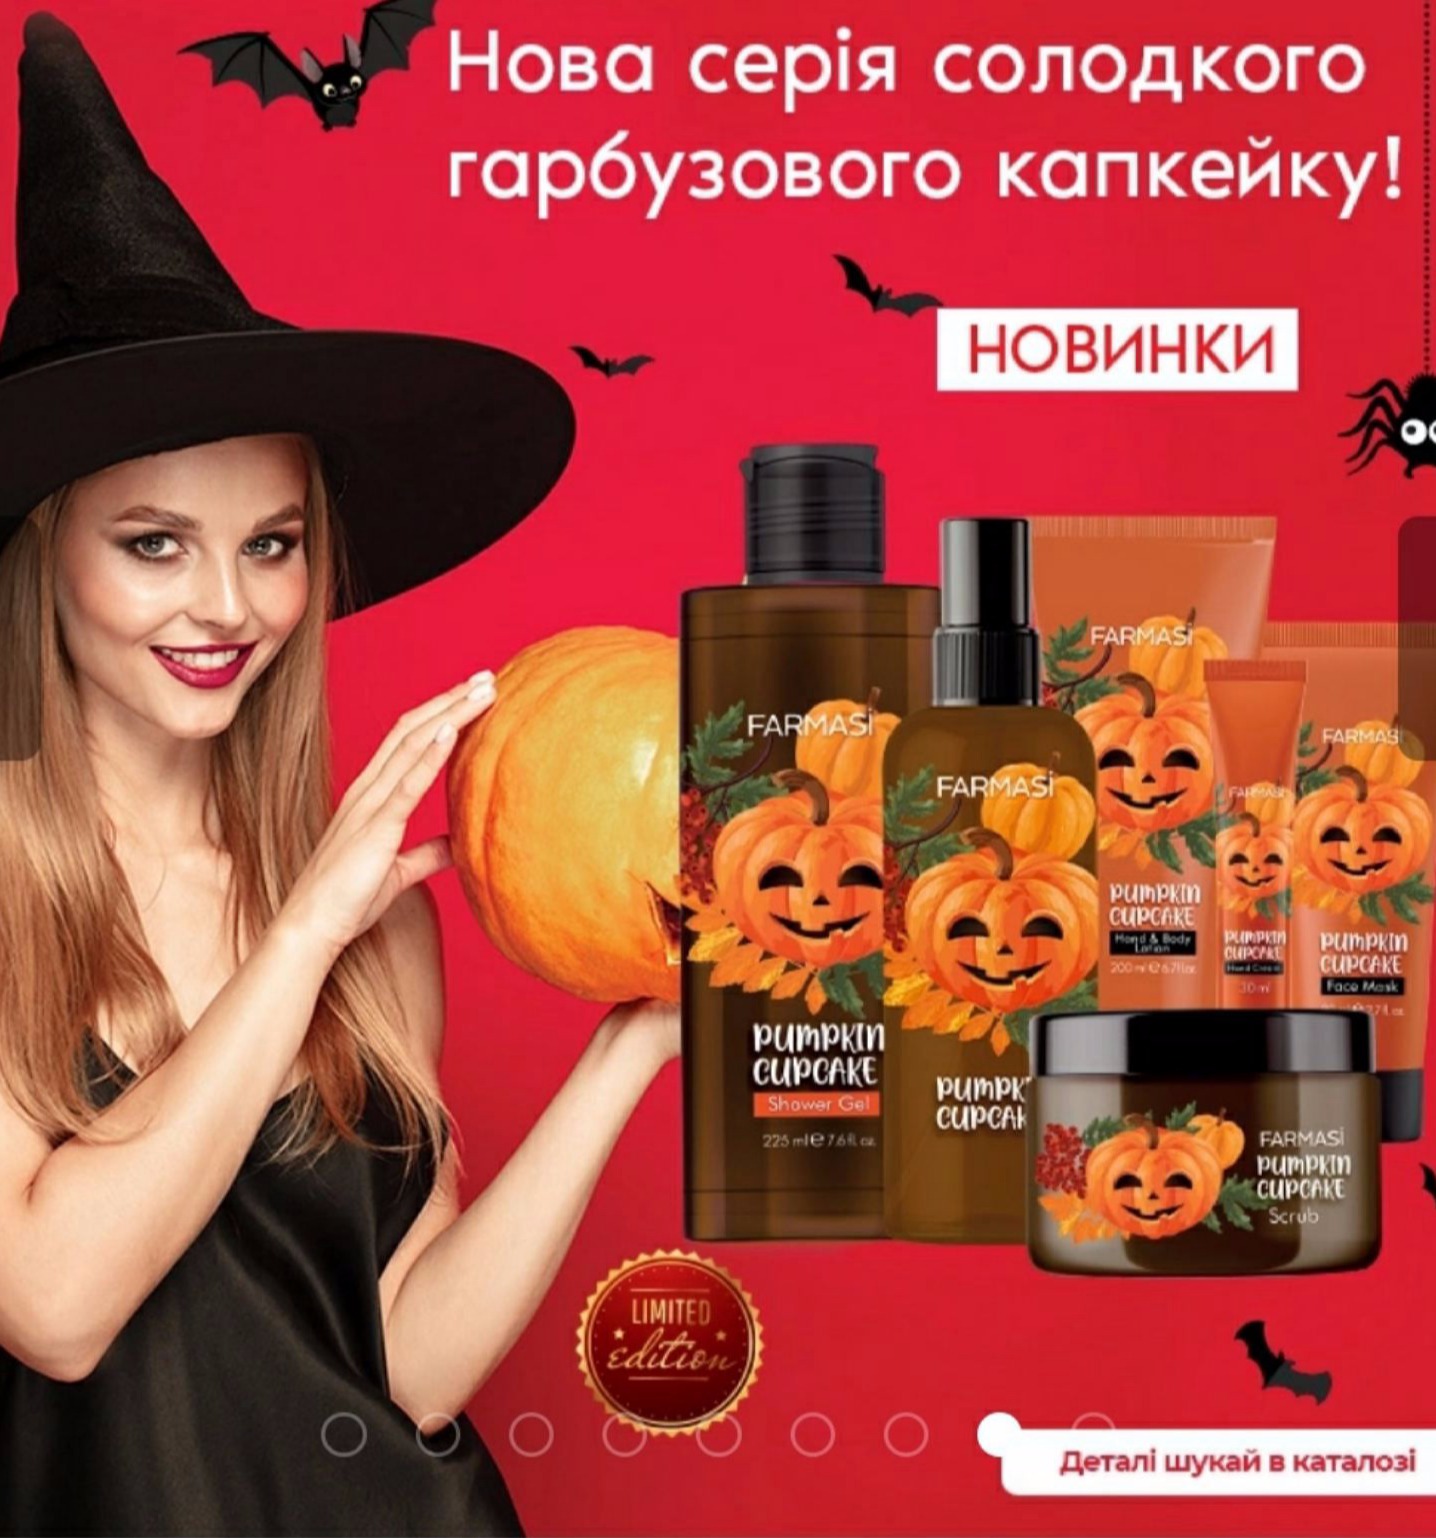 Нова серія солодкого
гарбузового капкейку!
НОВИНКИ
FARMASi
PUMPKIN
CUPCAKE
Shower Gel
225 ml e 7.6 fl. oz.
FARMASi
PUMPK
CUPCAK
FARMASi
PUMPKIN
CUPCAKE
Hand & Body
Lotion
200 ml e 6.7 fl.oz.
FARMASi
PUMPKIN
CUPCAKE
Hand Cream
30 ml
FARMASi
PUMPKIN
CUPCAKE
Face Mask
FARMASi
PUMPKIN
CUPCAKE
Scrub
LIMITED
edition
Деталі шукай в каталозі